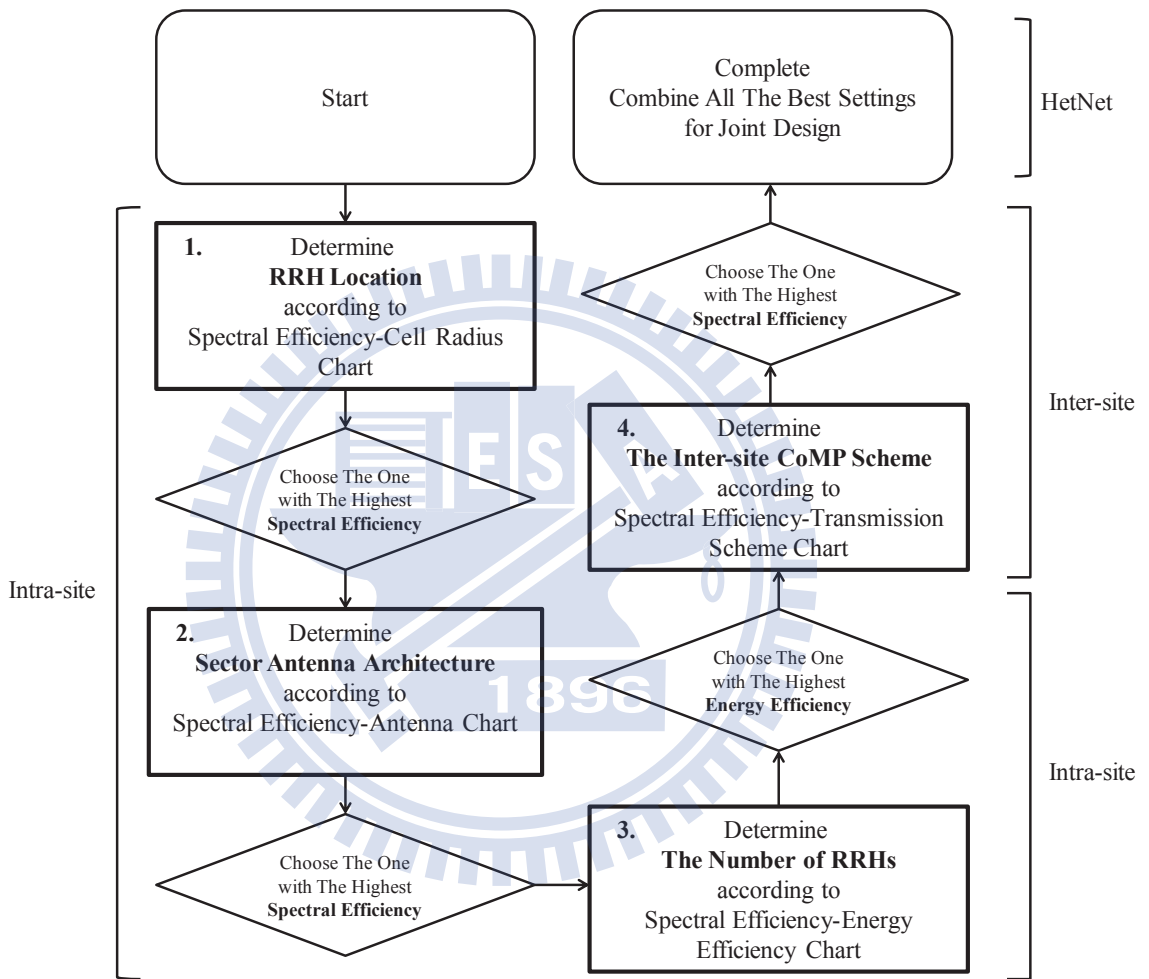 Start
Complete
Combine All The Best Settings
for Joint Design
HetNet
Intra-site
1. Determine
RRH Location
according to
Spectral Efficiency-Cell Radius
Chart
Choose The One
with The Highest
Spectral Efficiency
2. Determine
Sector Antenna Architecture
according to
Spectral Efficiency-Antenna Chart
Choose The One
with The Highest
Spectral Efficiency
3. Determine
The Number of RRHs
according to
Spectral Efficiency-Energy
Efficiency Chart
Intra-site
Choose The One
with The Highest
Energy Efficiency
4. Determine
The Inter-site CoMP Scheme
according to
Spectral Efficiency-Transmission
Scheme Chart
Inter-site
Choose The One
with The Highest
Spectral Efficiency
ESA
1896